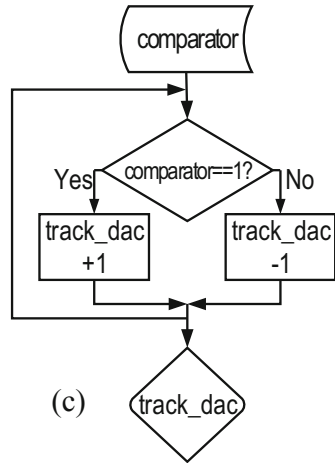 comparator
comparator==1?
Yes
No
track_dac
+1
track_dac
-1
(c)
track_dac